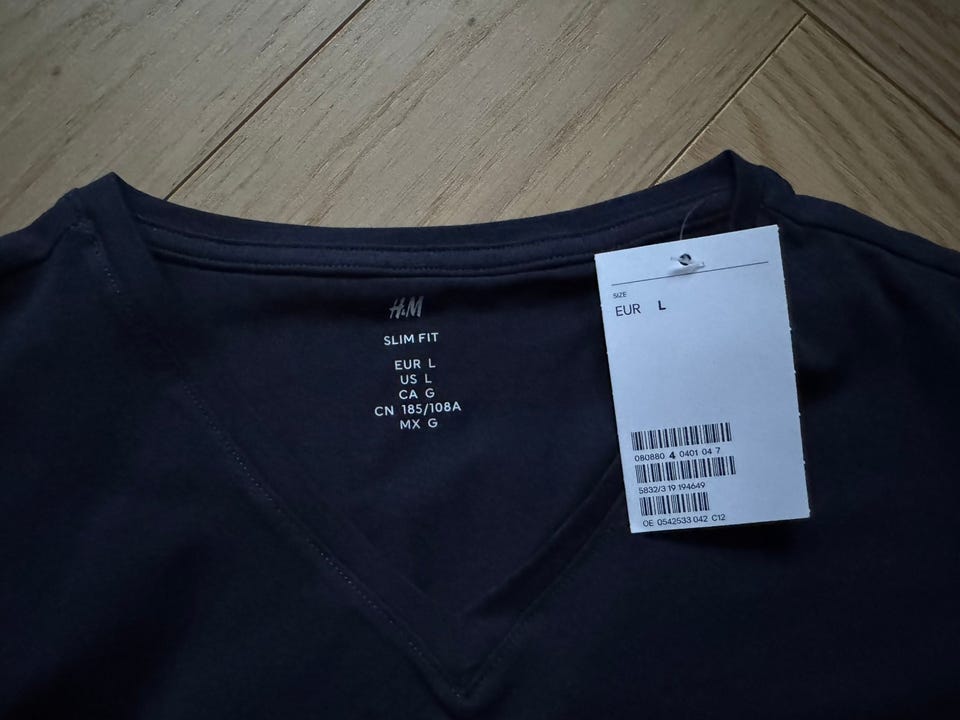 H&M
SLIM FIT
EUR L
US L
CA G
CN 185/108A
MX G
SIZE
EUR L
080880 4 0401 04 7
5832/3 19 194649
OE 0542533 042 C12